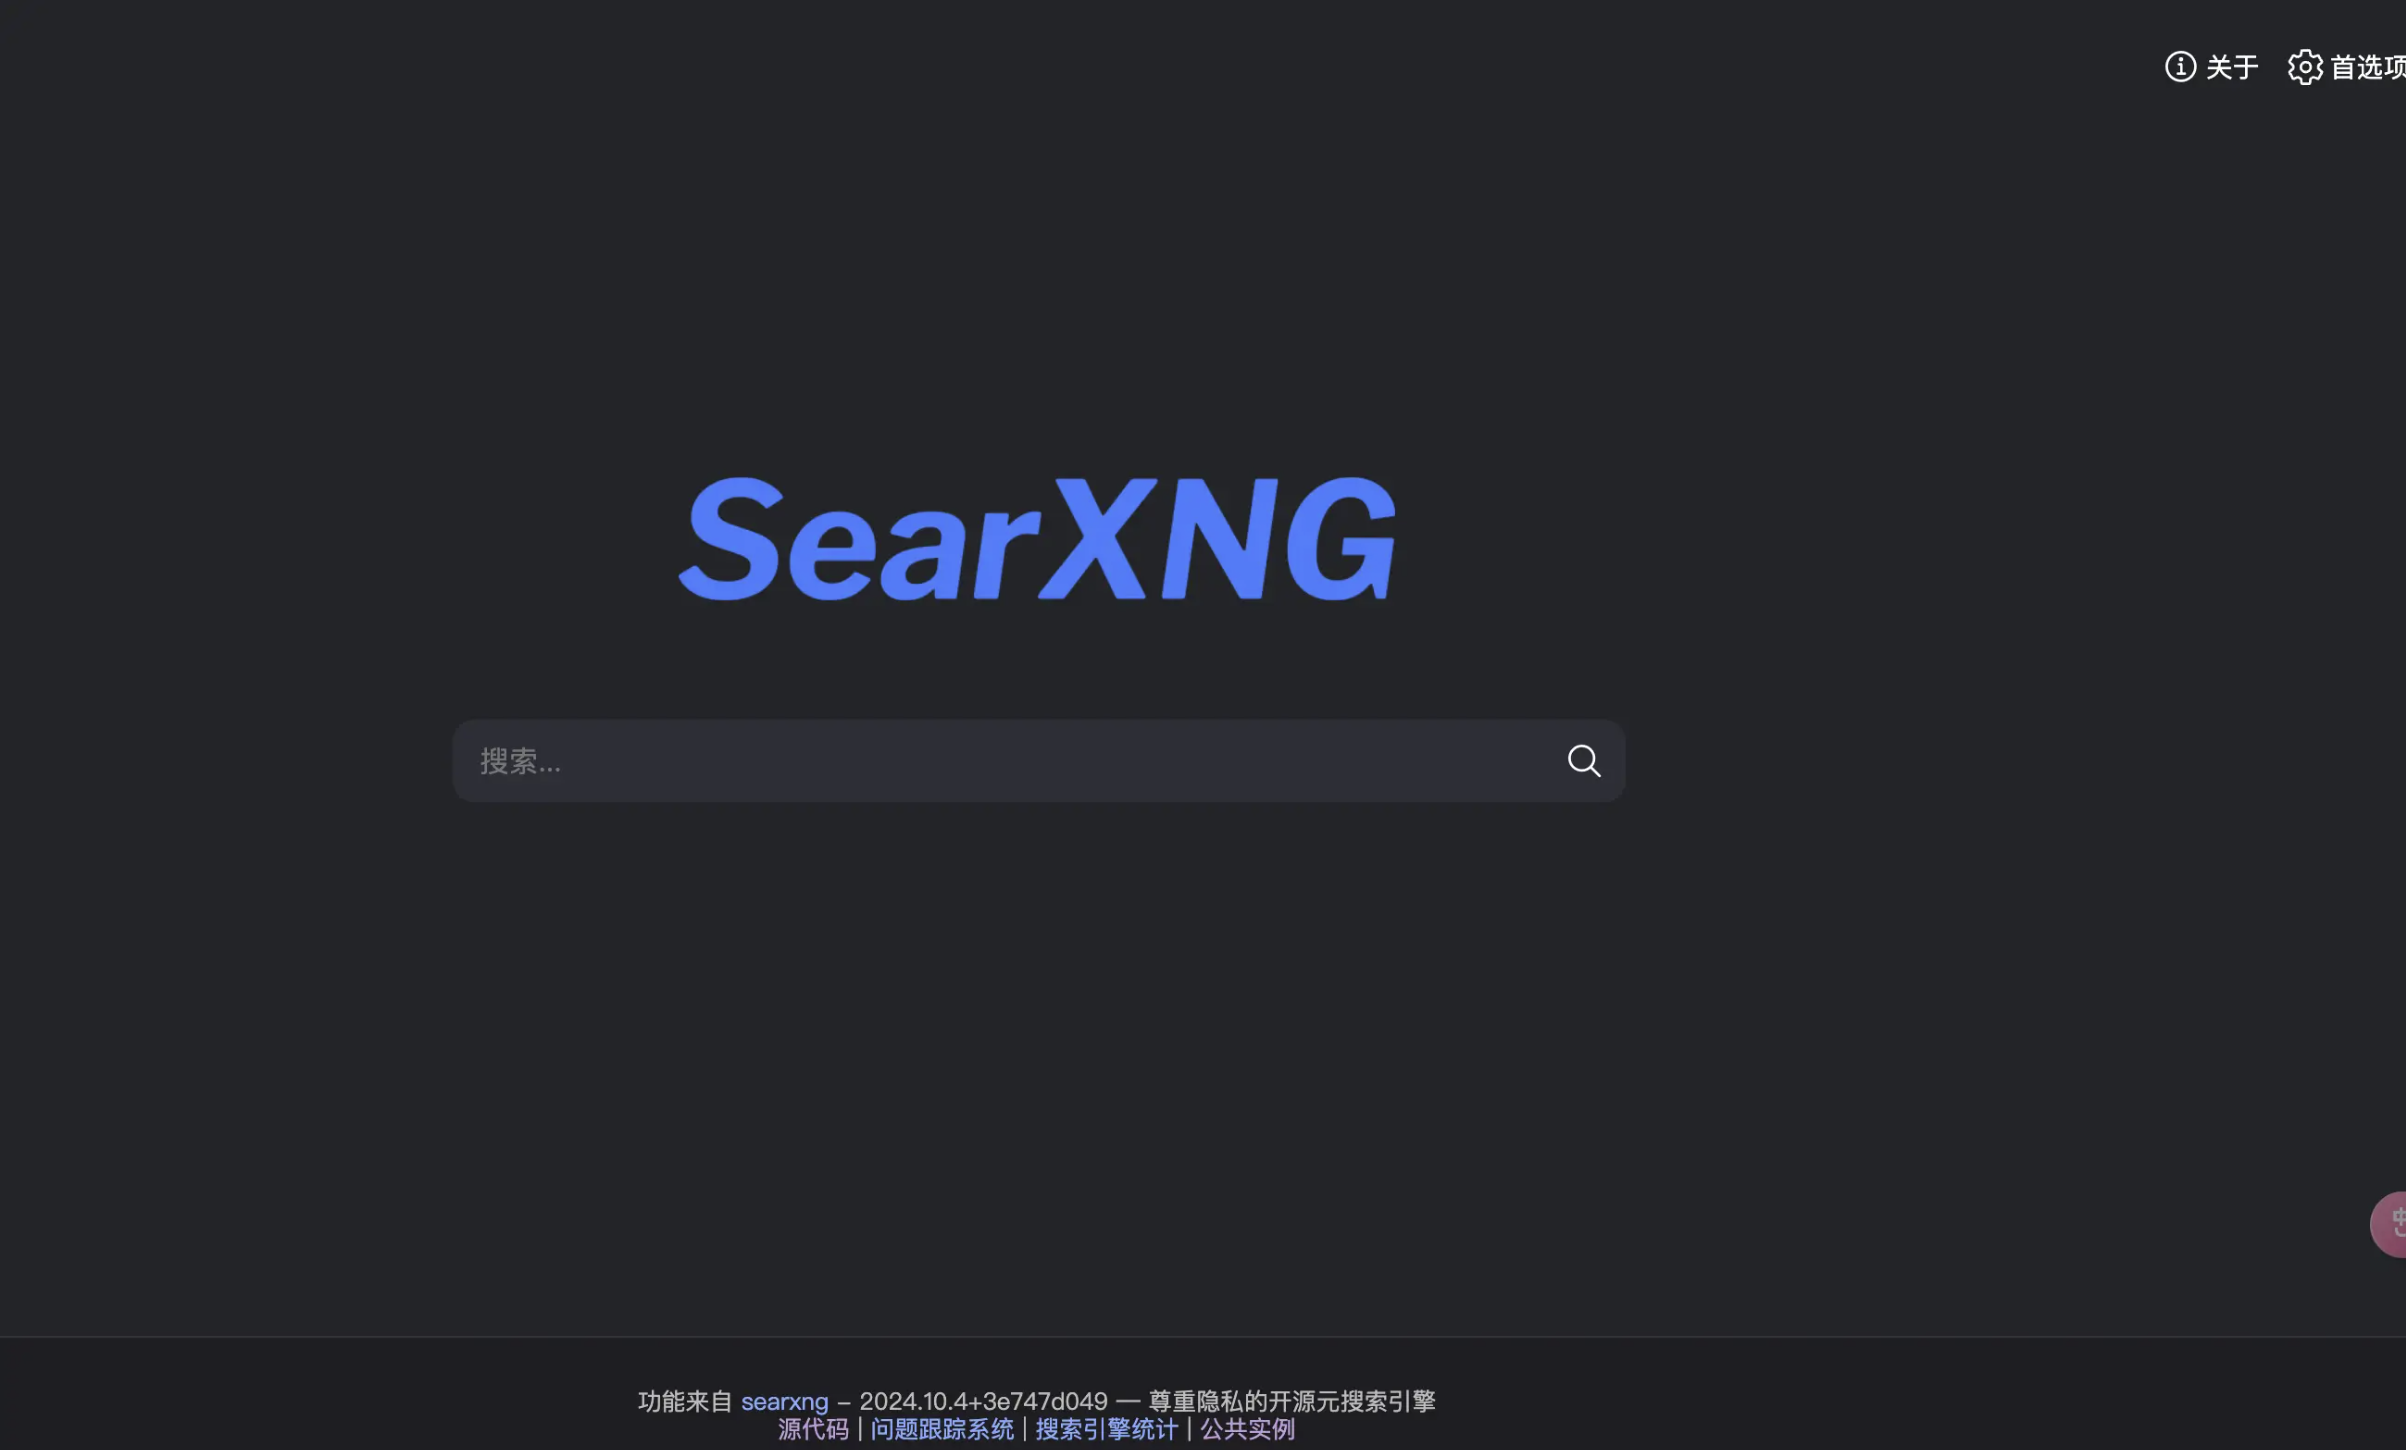 关于 首选项
SearXNG
搜索...
功能来自 searxng – 2024.10.4+3e747d049 — 尊重隐私的开源元搜索引擎
源代码 | 问题跟踪系统 | 搜索引擎统计 | 公共实例